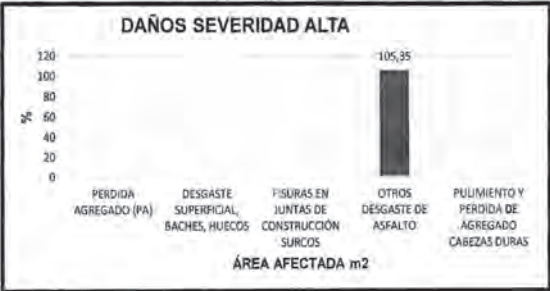 DAÑOS SEVERIDAD ALTA
120
100
80
60
40
20
0
%
105,35
PERDIDA AGREGADO (PA)
DESGASTE SUPERFICIAL, BACHES, HUECOS
FISURAS EN JUNTAS DE CONSTRUCCIÓN SURCOS
OTROS DESGASTE DE ASFALTO
PULIMIENTO Y PERDIDA DE AGREGADO CABEZAS DURAS
ÁREA AFECTADA m2